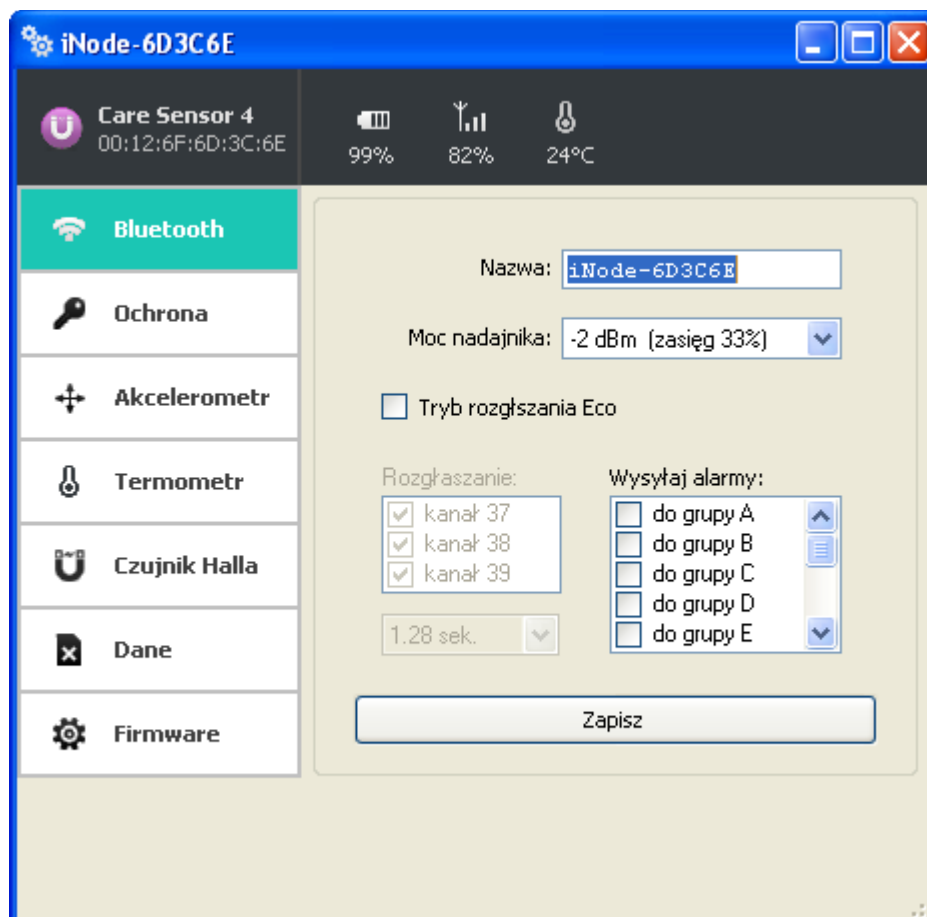 iNode-6D3C6E
Care Sensor 4
00:12:6F:6D:3C:6E
99%
82%
24°C
Bluetooth
Ochrona
Akcelerometr
Termometr
Czujnik Halla
Dane
Firmware
Nazwa: iNode-6D3C6E
Moc nadajnika: -2 dBm (zasięg 33%)
Tryb rozgłszania Eco
Rozgłaszanie:
kanał 37
kanał 38
kanał 39
1.28 sek.
Wysyłaj alarmy:
do grupy A
do grupy B
do grupy C
do grupy D
do grupy E
Zapisz